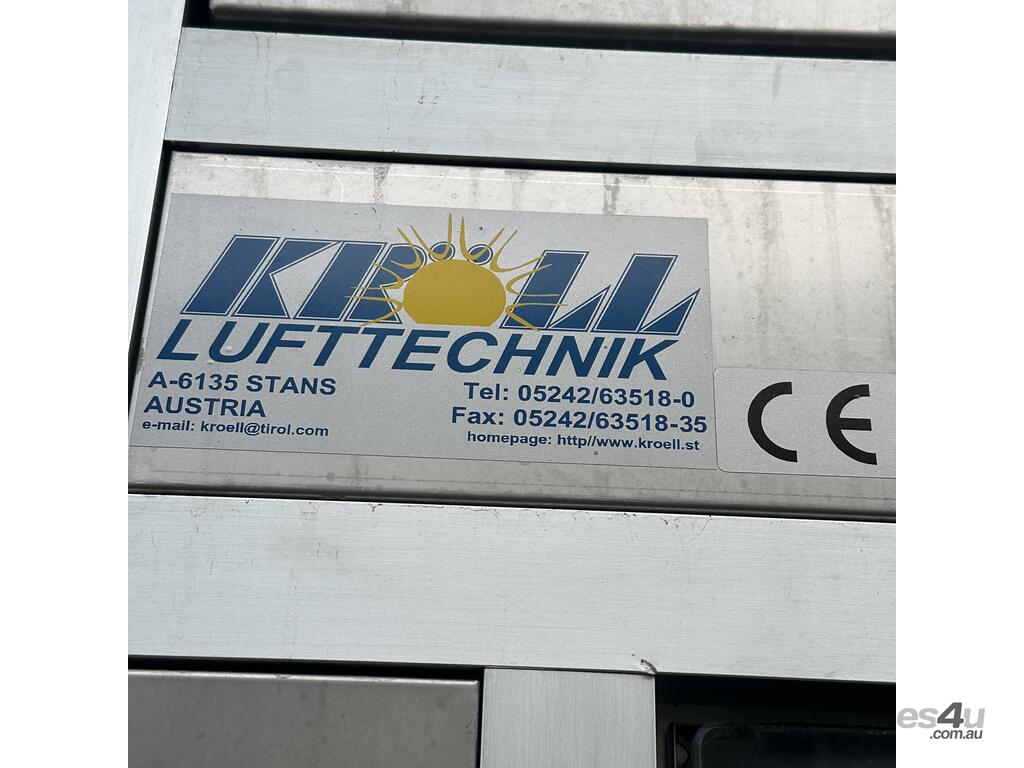 KRÖLL
LUFTTECHNIK
A-6135 STANS
AUSTRIA
e-mail: kroell@tirol.com
Tel: 05242/63518-0
Fax: 05242/63518-35
homepage: http//www.kroell.st
CE
es4u
.com.au